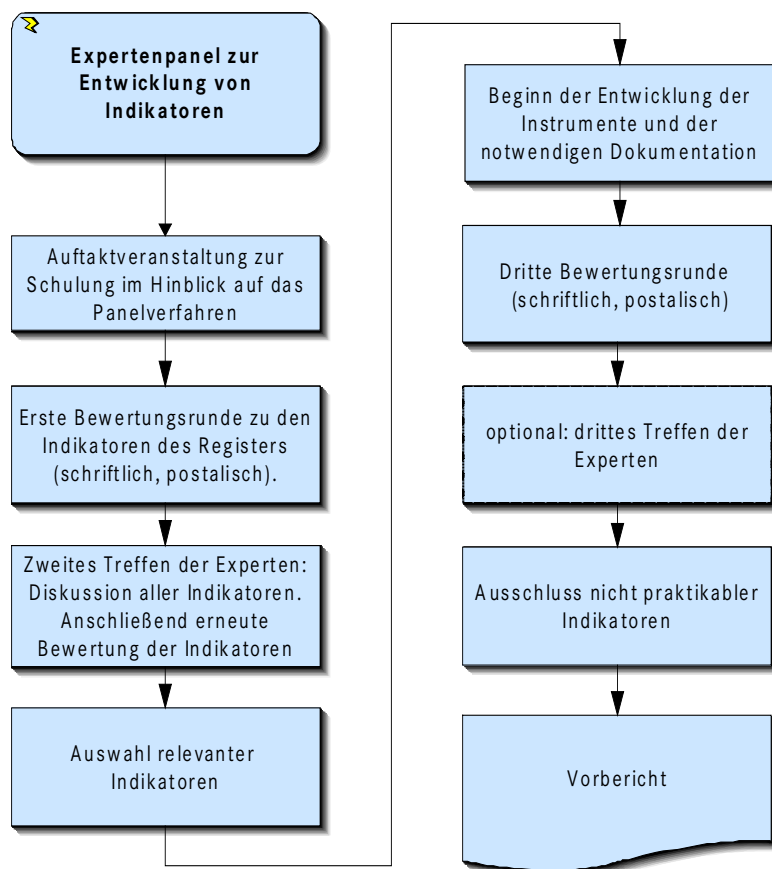 Expertenpanel zur
Entwicklung von
Indikatoren
Auftaktveranstaltung zur
Schulung im Hinblick auf das
Panelverfahren
Erste Bewertungsrunde zu den
Indikatoren des Registers
(schriftlich, postalisch).
Zweites Treffen der Experten:
Diskussion aller Indikatoren.
Anschließend erneute
Bewertung der Indikatoren
Auswahl relevanter
Indikatoren
Beginn der Entwicklung der
Instrumente und der
notwendigen Dokumentation
Dritte Bewertungsrunde
(schriftlich, postalisch)
optional: drittes Treffen der
Experten
Ausschluss nicht praktikabler
Indikatoren
Vorbericht